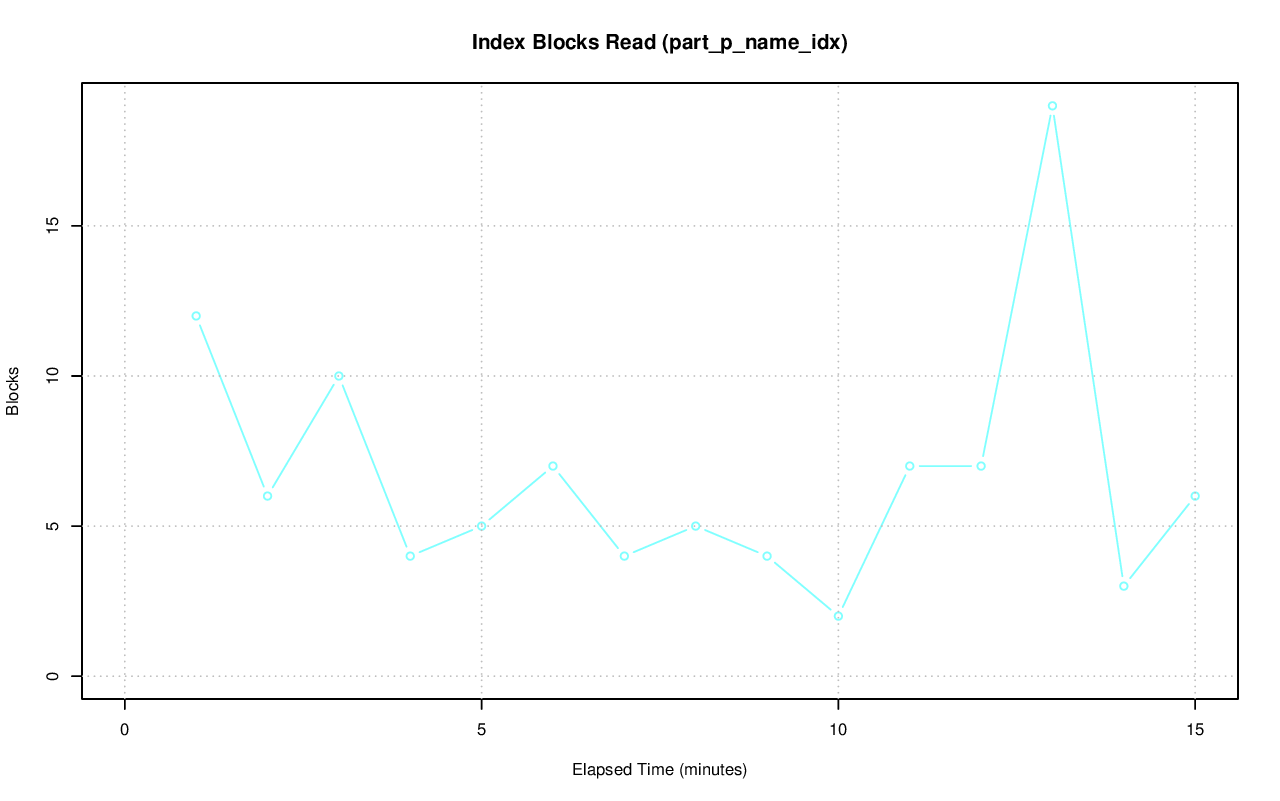 Index Blocks Read (part_p_name_idx)
Blocks
15
10
5
0
0 5 10 15
Elapsed Time (minutes)